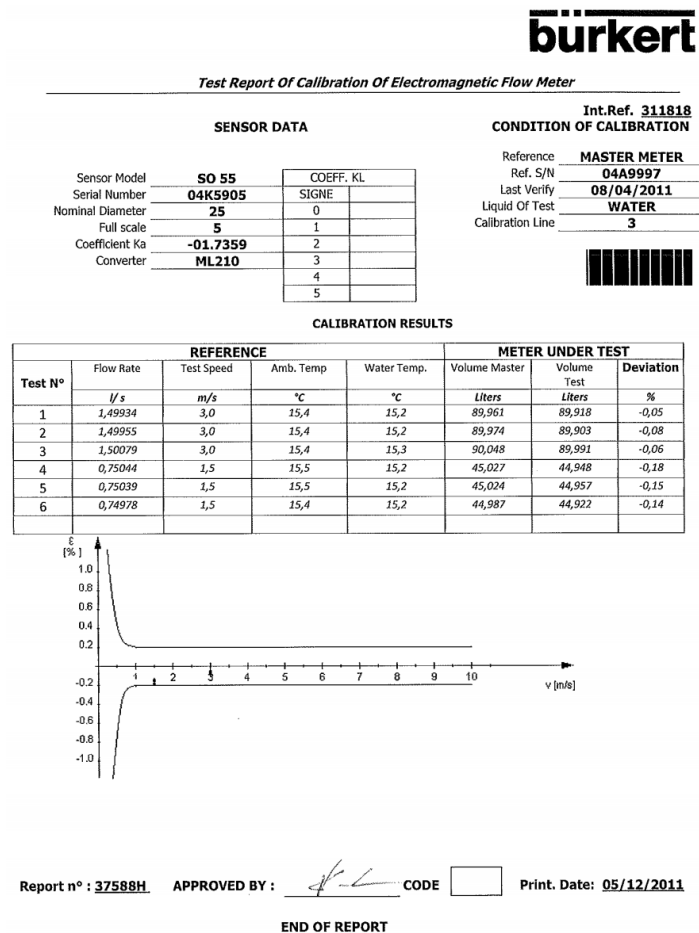 bürkert
Test Report Of Calibration Of Electromagnetic Flow Meter
Int.Ref. 311818
SENSOR DATA
CONDITION OF CALIBRATION
Sensor Model SO 55
Serial Number 04K5905
Nominal Diameter 25
Full scale 5
Coefficient Ka -01.7359
Converter ML210
COEFF. KL
SIGNE
0
1
2
3
4
5
Reference MASTER METER
Ref. S/N 04A9997
Last Verify 08/04/2011
Liquid Of Test WATER
Calibration Line 3
CALIBRATION RESULTS
REFERENCE METER UNDER TEST
Test N° Flow Rate Test Speed Amb. Temp Water Temp. Volume Master Volume Test Deviation
l/ s m/s °C °C Liters Liters %
1 1,49934 3,0 15,4 15,2 89,961 89,918 -0,05
2 1,49955 3,0 15,4 15,2 89,974 89,903 -0,08
3 1,50079 3,0 15,4 15,3 90,048 89,991 -0,06
4 0,75044 1,5 15,5 15,2 45,027 44,948 -0,18
5 0,75039 1,5 15,5 15,2 45,024 44,957 -0,15
6 0,74978 1,5 15,4 15,2 44,987 44,922 -0,14
ε
[%]
1.0
0.8
0.6
0.4
0.2
1 2 3 4 5 6 7 8 9 10
v [m/s]
-0.2
-0.4
-0.6
-0.8
-1.0
Report n° : 37588H APPROVED BY : CODE Print. Date: 05/12/2011
END OF REPORT